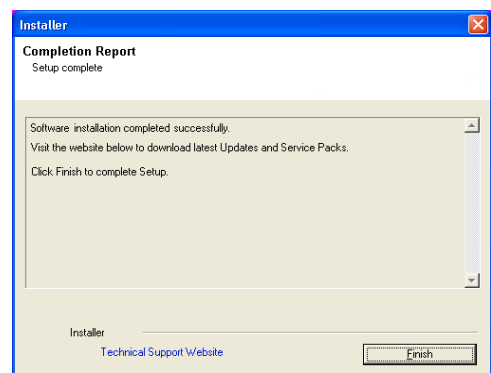 Installer
Completion Report
Setup complete
Software installation completed successfully.
Visit the website below to download latest Updates and Service Packs.
Click Finish to complete Setup.
Installer
Technical Support Website
Finish